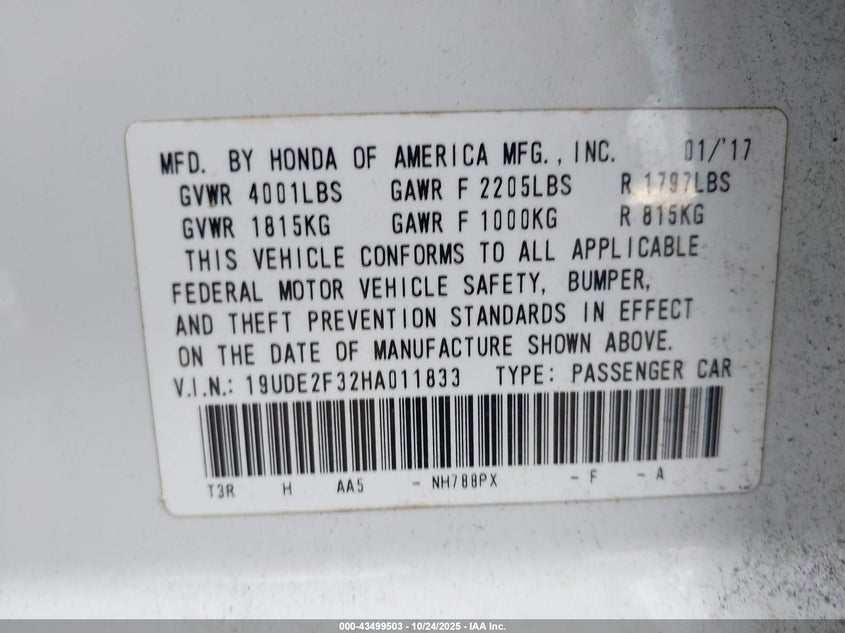 MFD. BY HONDA OF AMERICA MFG., INC. 01/'17
GVWR 4001LBS GAWR F 2205LBS R 1797LBS
GVWR 1815KG GAWR F 1000KG R 815KG
THIS VEHICLE CONFORMS TO ALL APPLICABLE
FEDERAL MOTOR VEHICLE SAFETY, BUMPER,
AND THEFT PREVENTION STANDARDS IN EFFECT
ON THE DATE OF MANUFACTURE SHOWN ABOVE.
V.I.N.: 19UDE2F32HA011833 TYPE: PASSENGER CAR
T3R H AA5 - NH788PX - F - A
000-43499503 - 10/24/2025 - IAA Inc.